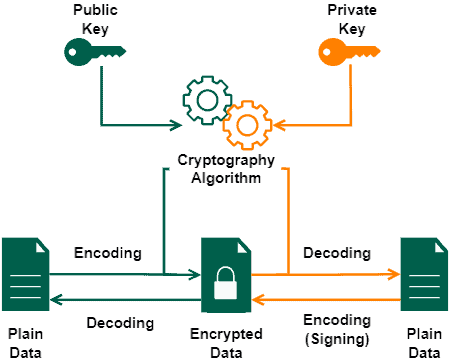 Public
Key
Private
Key
Cryptography
Algorithm
Encoding
Decoding
Decoding
Encoding
(Signing)
Plain
Data
Encrypted
Data
Plain
Data